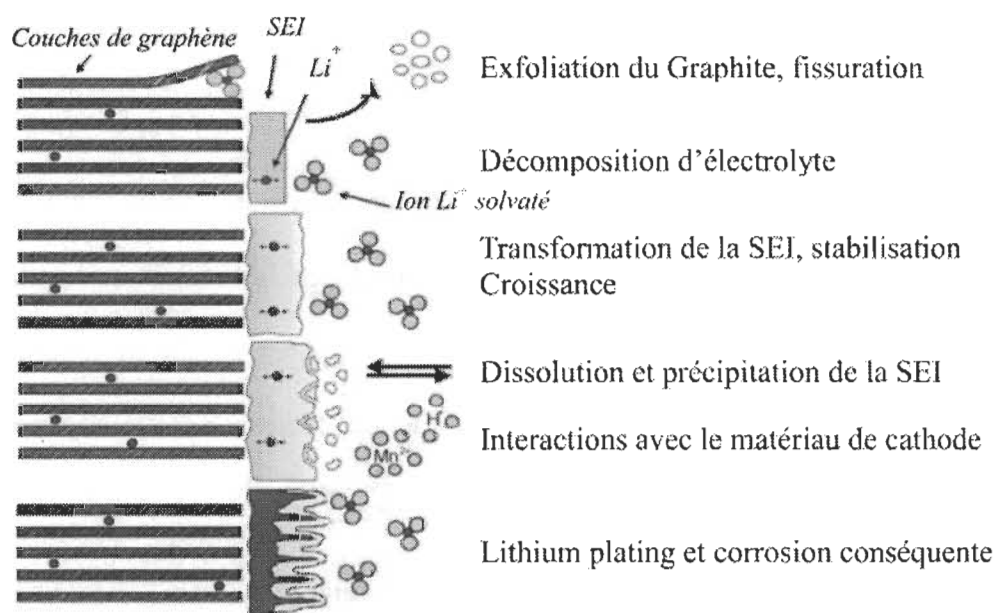 Couches de graphène
SEI
Li+
Exfoliation du Graphite, fissuration
Décomposition d'électrolyte
Ion Li+ solvaté
Transformation de la SEI, stabilisation
Croissance
Dissolution et précipitation de la SEI
H+
Interactions avec le matériau de cathode
Mn2+
Lithium plating et corrosion conséquente